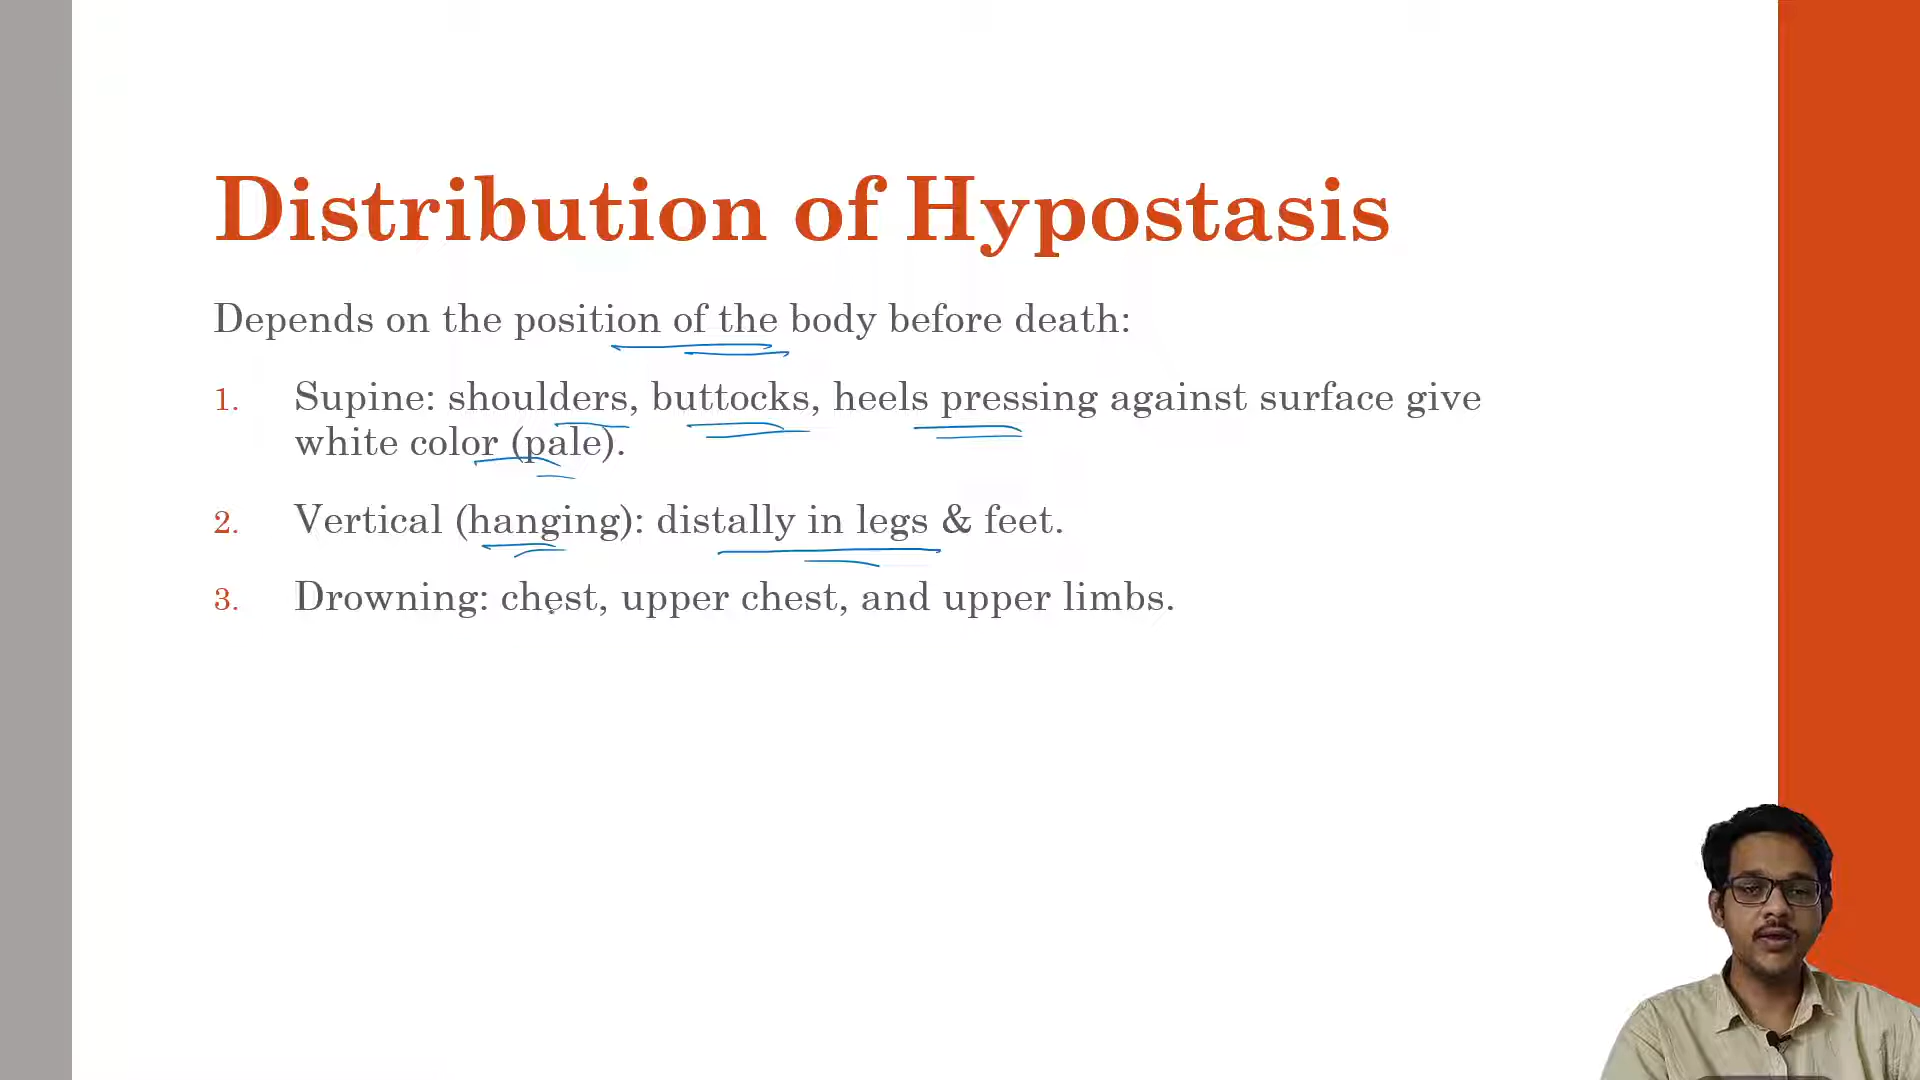 Distribution of Hypostasis
Depends on the position of the body before death:
1. Supine: shoulders, buttocks, heels pressing against surface give
white color (pale).
2. Vertical (hanging): distally in legs & feet.
3. Drowning: chest, upper chest, and upper limbs.